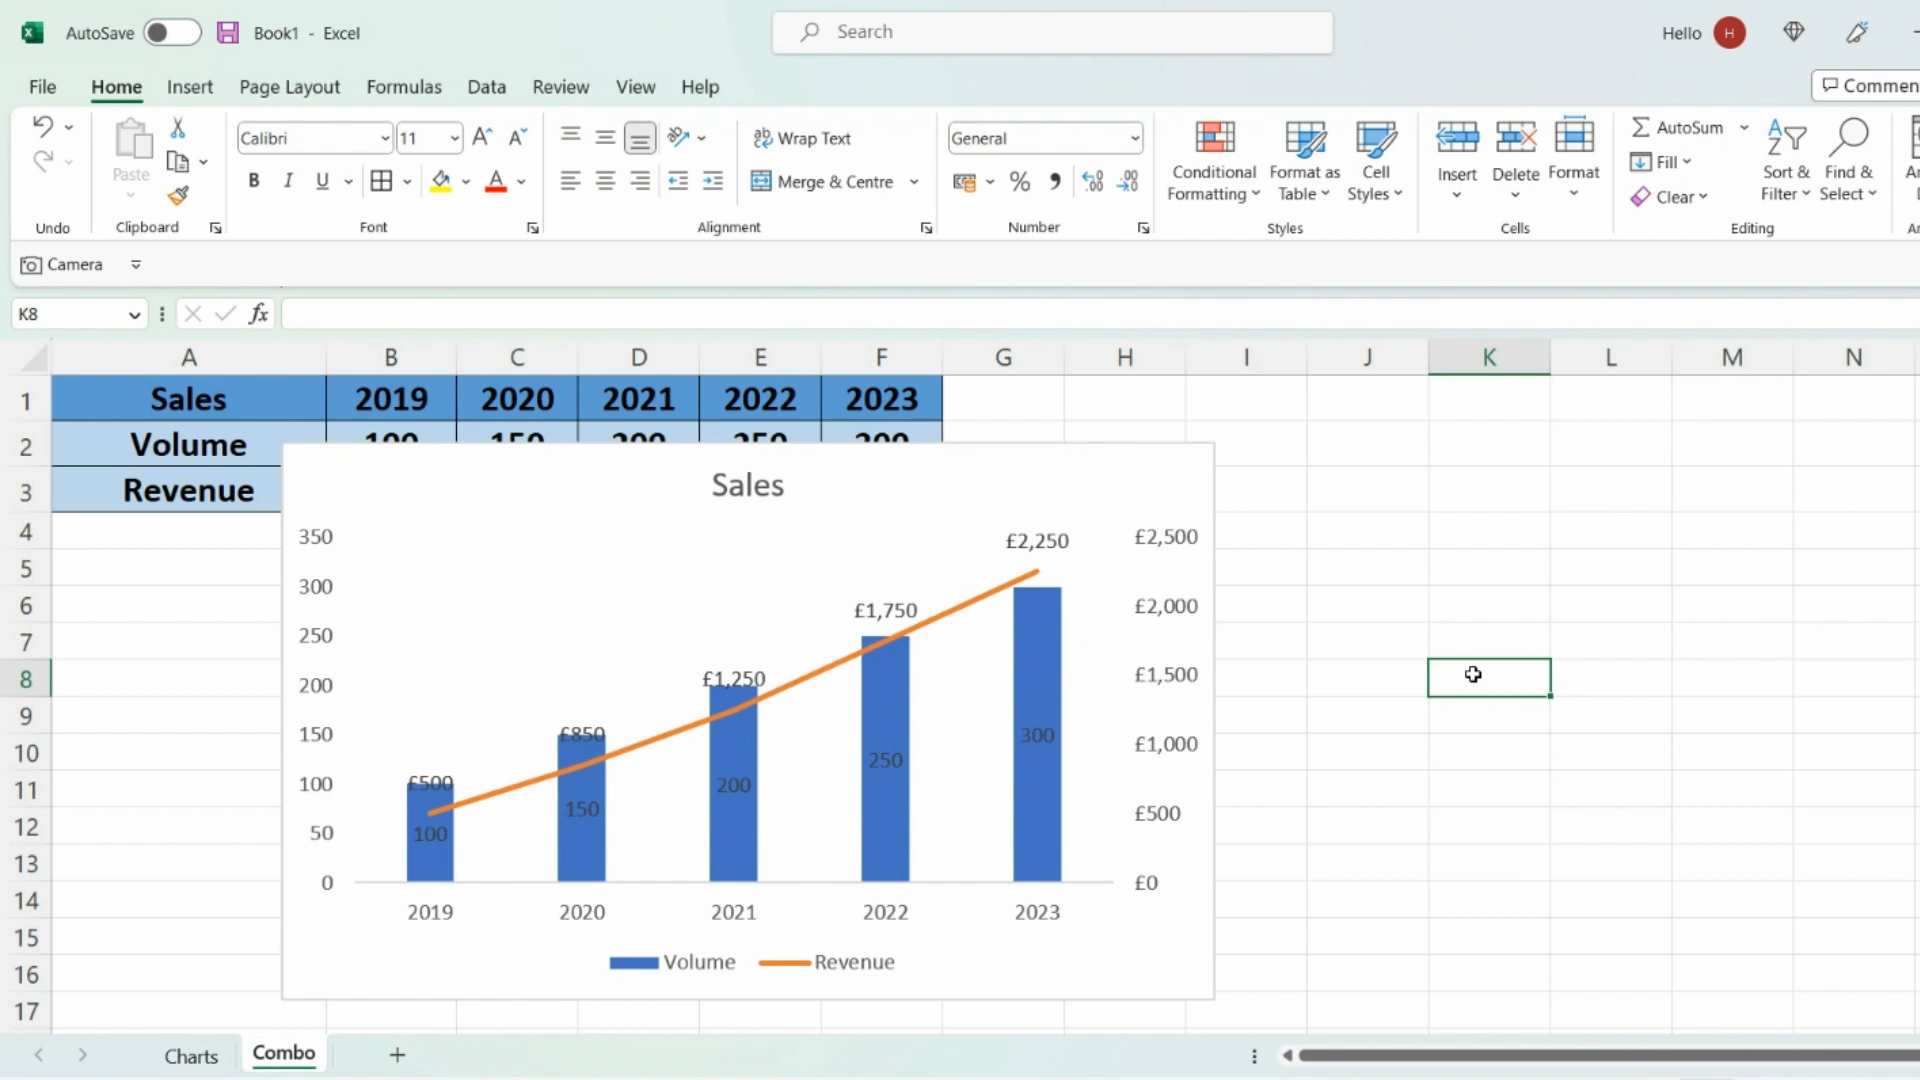 AutoSave Book1 - Excel Search Hello H
File Home Insert Page Layout Formulas Data Review View Help
Calibri 11 Wrap Text General AutoSum
Paste Conditional Formatting Format as Table Cell Styles Insert Delete Format Fill Sort & Filter Find & Select
B I U Merge & Centre % Clear
Undo Clipboard Font Alignment Number Styles Cells Editing
Camera
K8 fx
A B C D E F G H I J K L M N
1 Sales 2019 2020 2021 2022 2023
2 Volume 100 150 200 250 300
3 Revenue
4
5
6
7
8
9
10
11
12
13
14
15
16
17
Sales
350
300
250
200
150
100
50
0
£2,500
£2,000
£1,500
£1,000
£500
£0
£500 £850 £1,250 £1,750 £2,250
100 150 200 250 300
2019 2020 2021 2022 2023
Volume Revenue
Charts Combo +